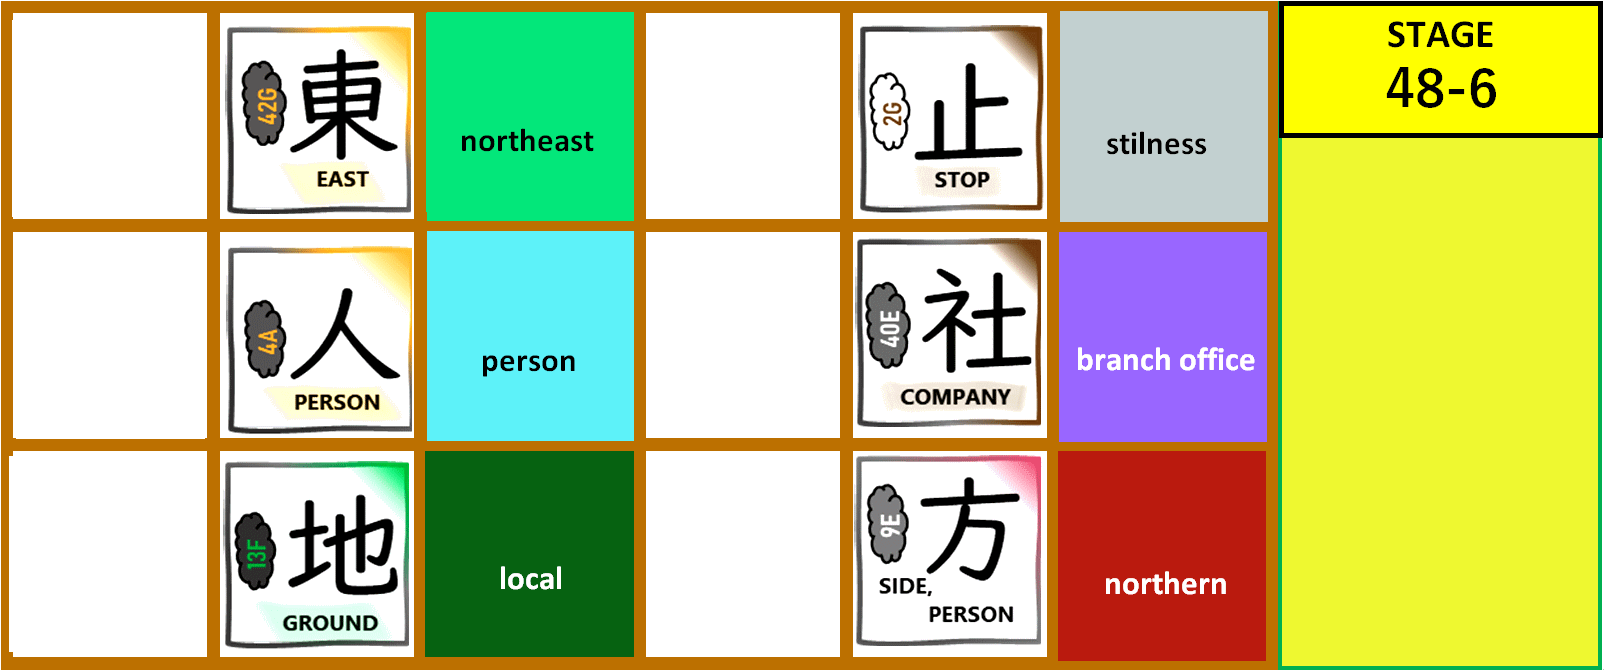 42G
東
EAST
northeast
2G
止
STOP
stilness
STAGE
48-6
4A
人
PERSON
person
40E
社
COMPANY
branch office
13F
地
GROUND
local
9E
方
SIDE,
PERSON
northern